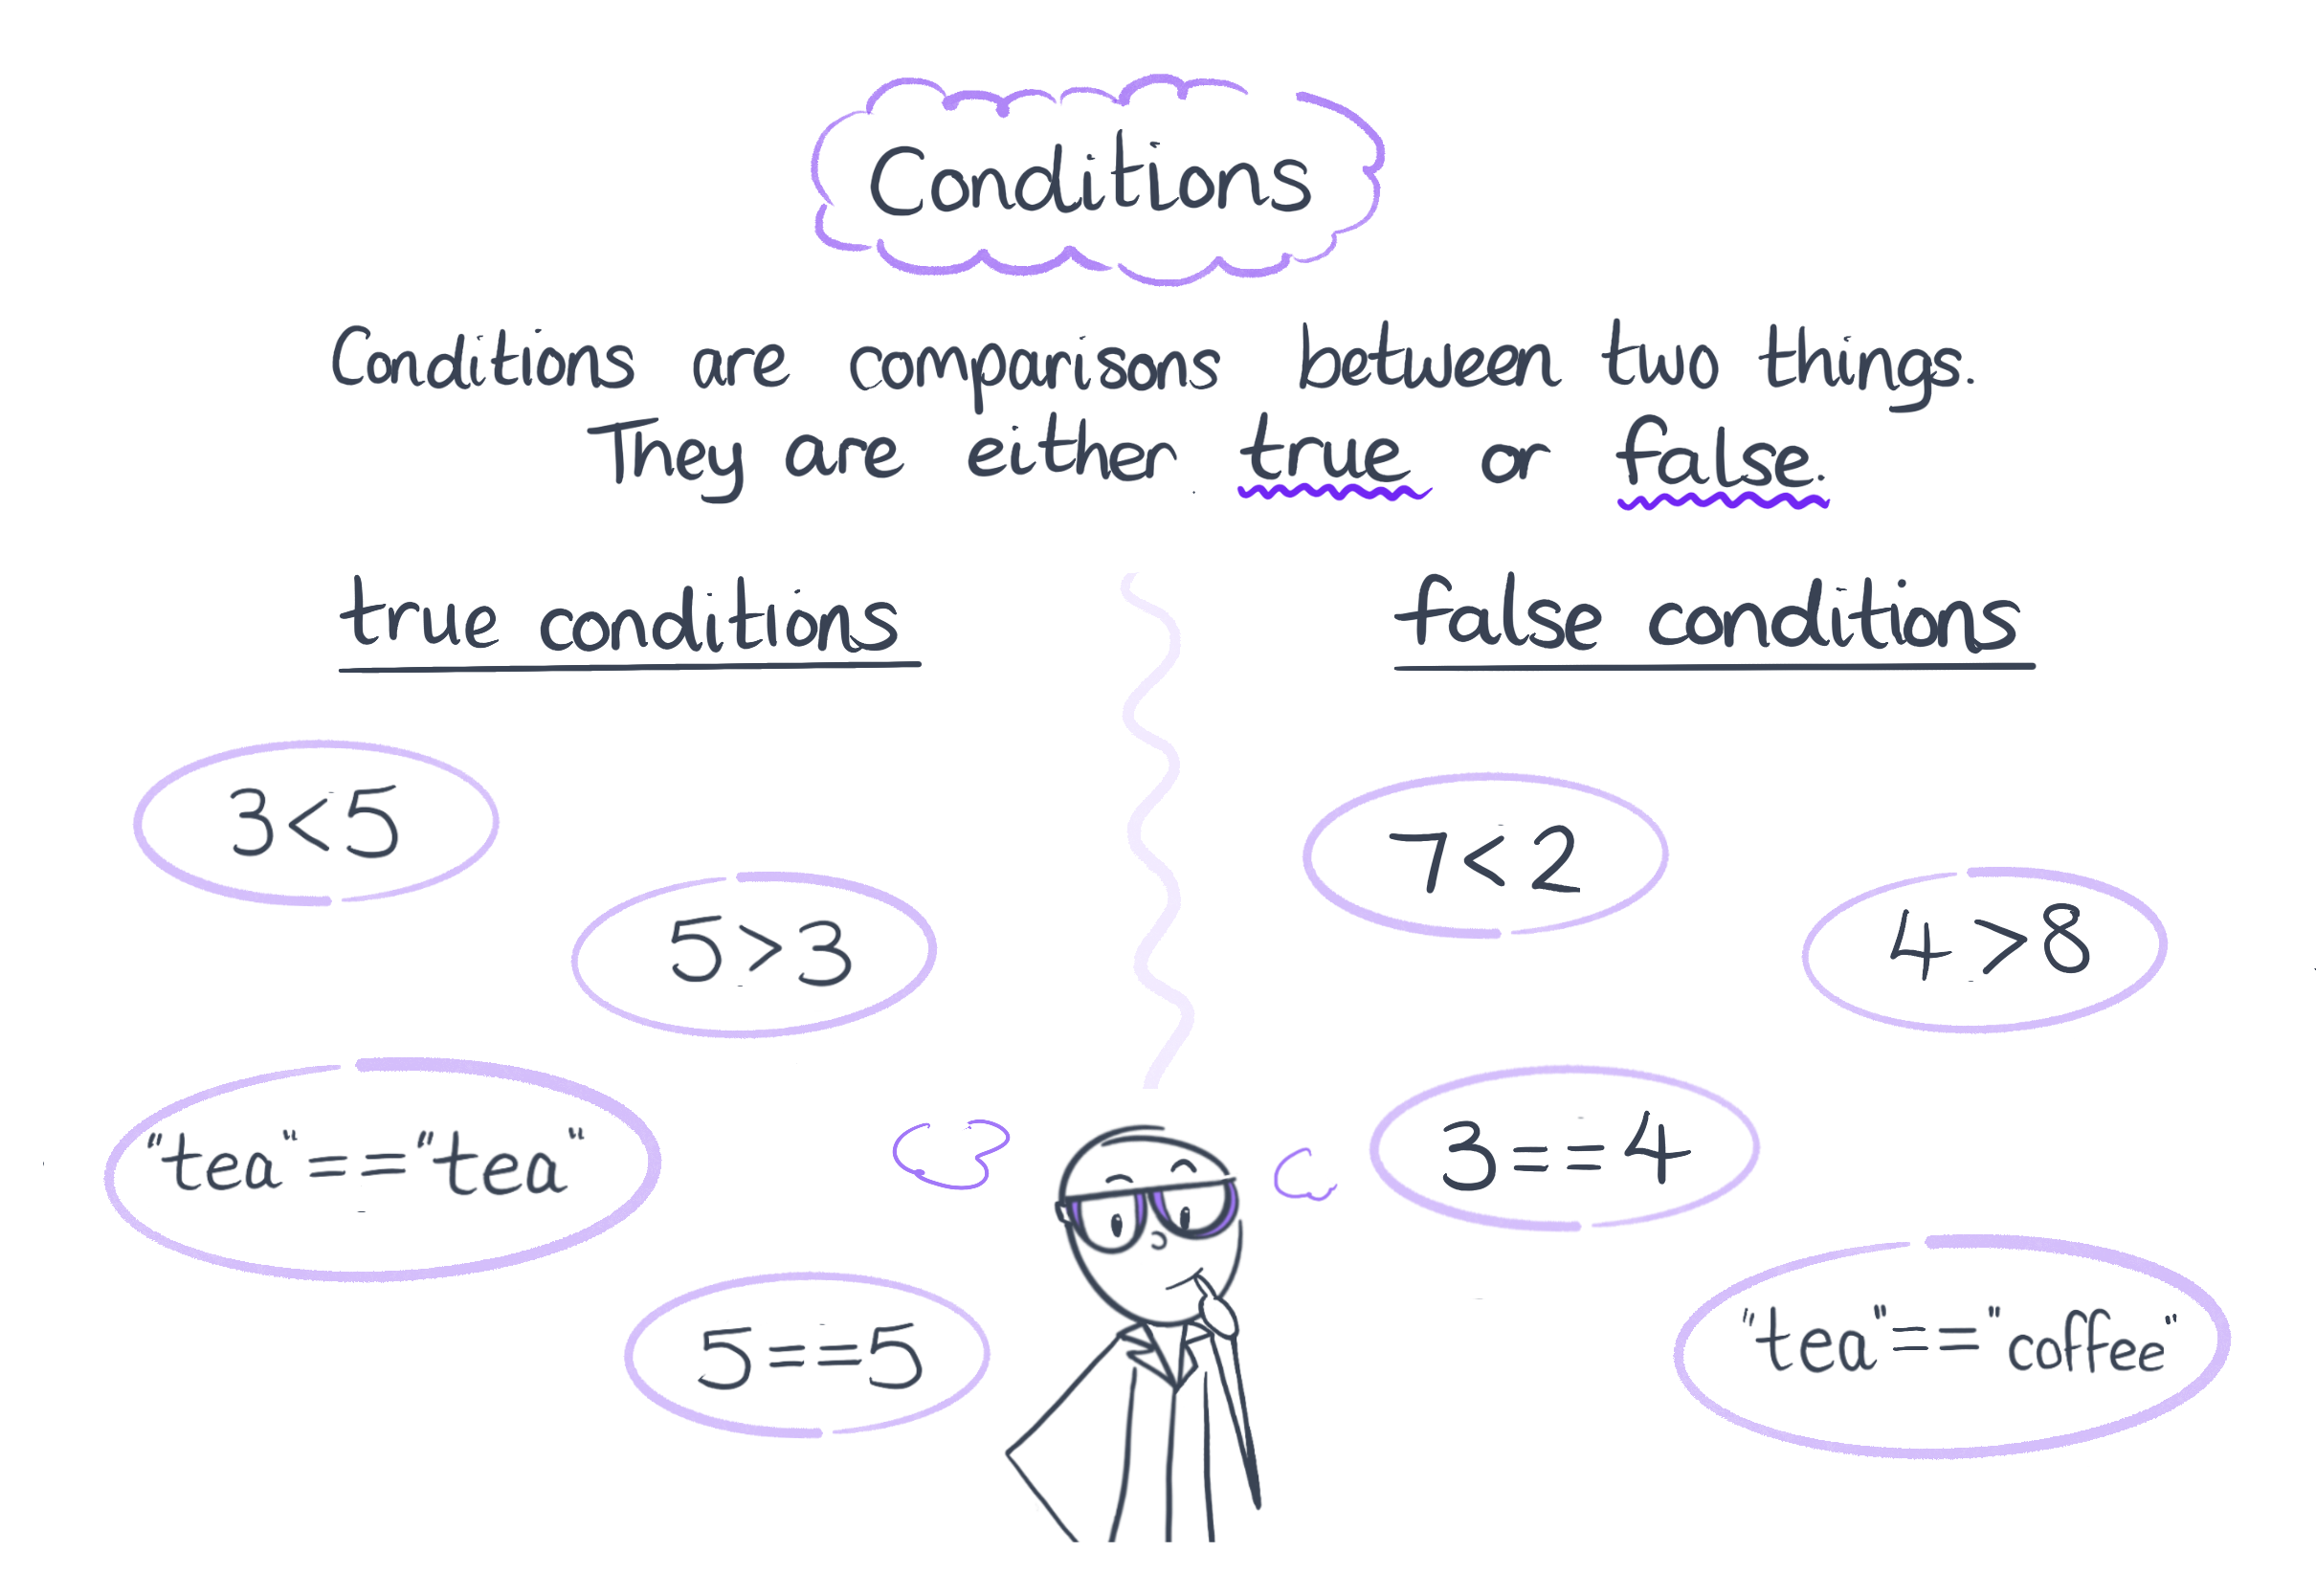 Conditions
Conditions are comparisons between two things.
They are either true or false.
true conditions
3<5
5>3
"tea"=="tea"
5==5
false conditions
7<2
4>8
3==4
"tea"=="coffee"